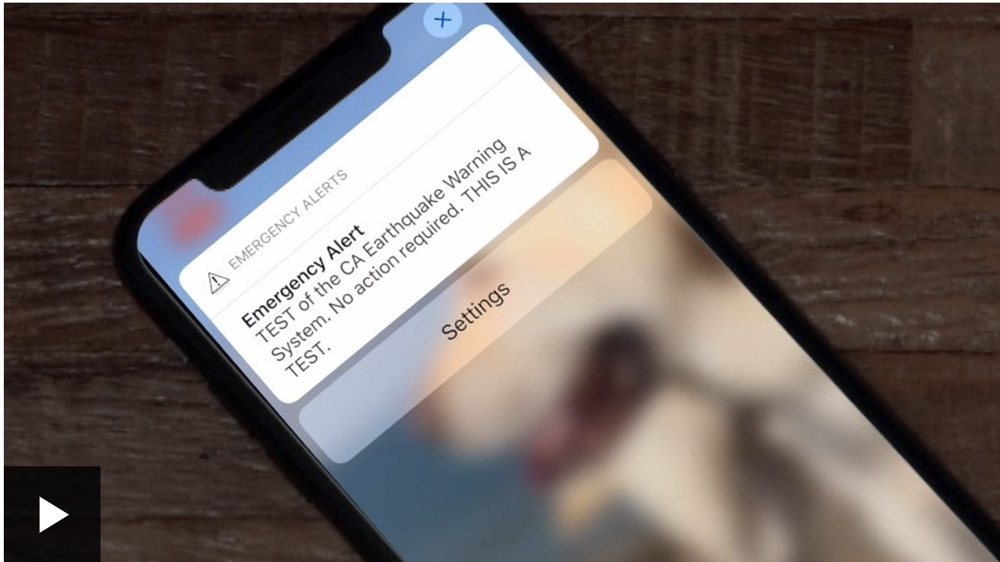 EMERGENCY ALERTS
Emergency Alert
TEST of the CA Earthquake Warning
System. No action required. THIS IS A
TEST.
Settings